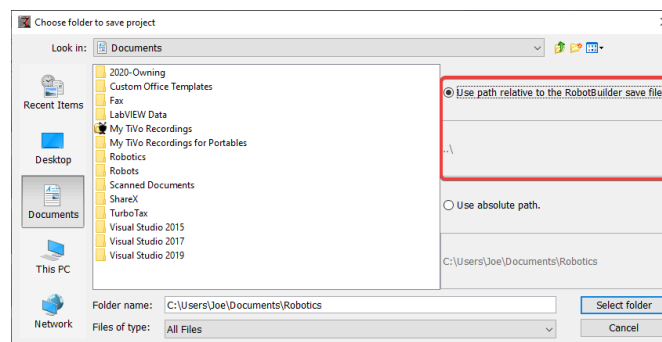 Choose folder to save project
Look in: Documents
Recent Items
Desktop
Documents
This PC
Network
2020-Owning
Custom Office Templates
Fax
LabVIEW Data
My TiVo Recordings
My TiVo Recordings for Portables
Robotics
Robots
Scanned Documents
ShareX
TurboTax
Visual Studio 2015
Visual Studio 2017
Visual Studio 2019
Use path relative to the RobotBuilder save file
..\
Use absolute path.
C:\Users\Joe\Documents\Robotics
Folder name: C:\Users\Joe\Documents\Robotics
Select folder
Files of type: All Files
Cancel